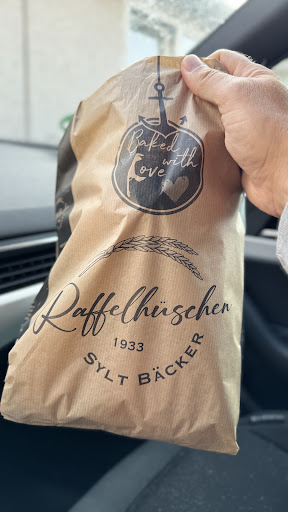 Baked
with
Love
Raffelhüschen
1933
SYLT BÄCKER